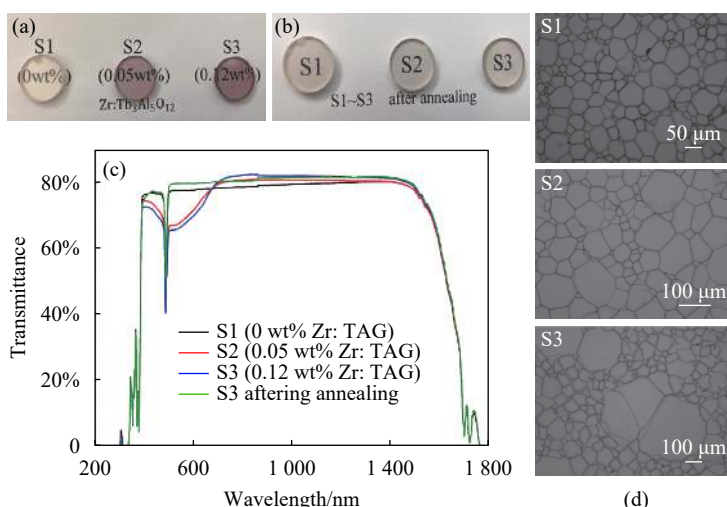 (a)
S1
(0wt%)
S2
(0.05wt%)
S3
(0.12wt%)
Zr:Tb₃Al₅O₁₂
(b)
S1
S2
S3
S1~S3 after annealing
(c)
Transmittance
80%
60%
40%
20%
0
S1 (0 wt% Zr: TAG)
S2 (0.05 wt% Zr: TAG)
S3 (0.12 wt% Zr: TAG)
S3 aftering annealing
200
600
1 000
1 400
1 800
Wavelength/nm
S1
50 μm
S2
100 μm
S3
100 μm
(d)